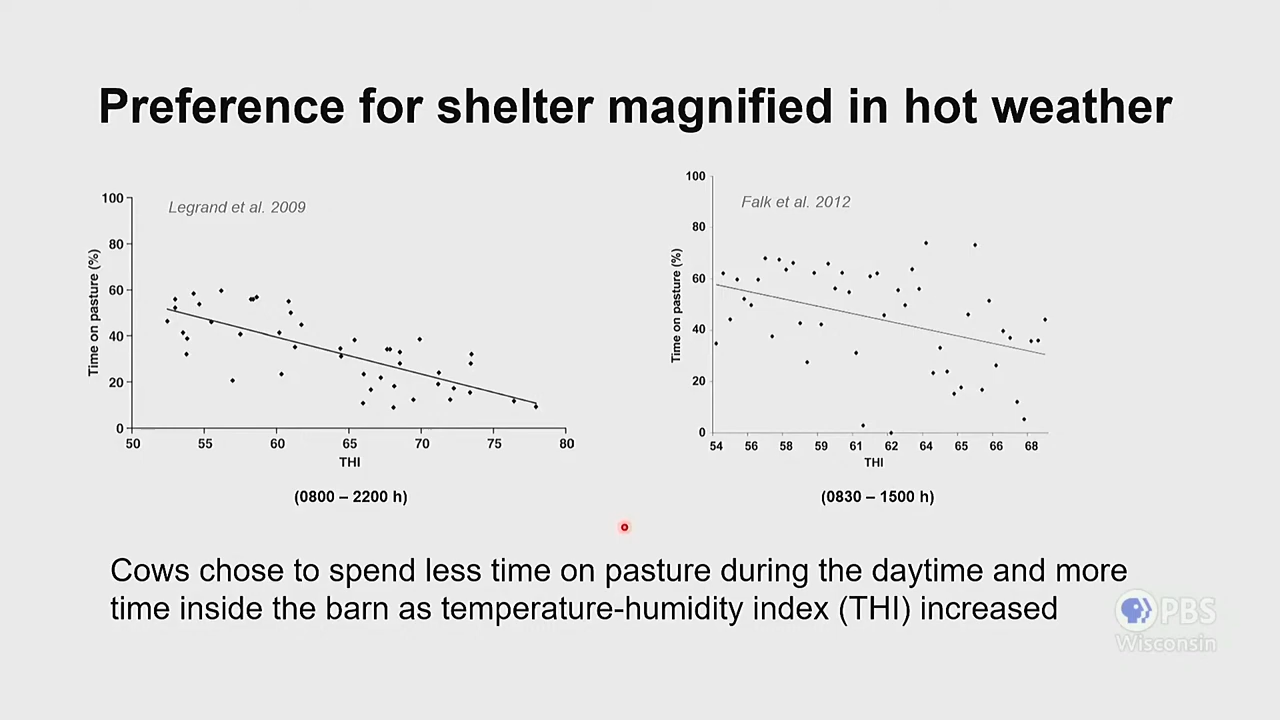 Preference for shelter magnified in hot weather
Legrand et al. 2009
Time on pasture (%)
100
80
60
40
20
0
50 55 60 65 70 75 80
THI
(0800 – 2200 h)
Falk et al. 2012
Time on pasture (%)
100
80
60
40
20
0
54 56 58 59 61 62 64 65 66 68
THI
(0830 – 1500 h)
Cows chose to spend less time on pasture during the daytime and more
time inside the barn as temperature-humidity index (THI) increased
PBS
Wisconsin